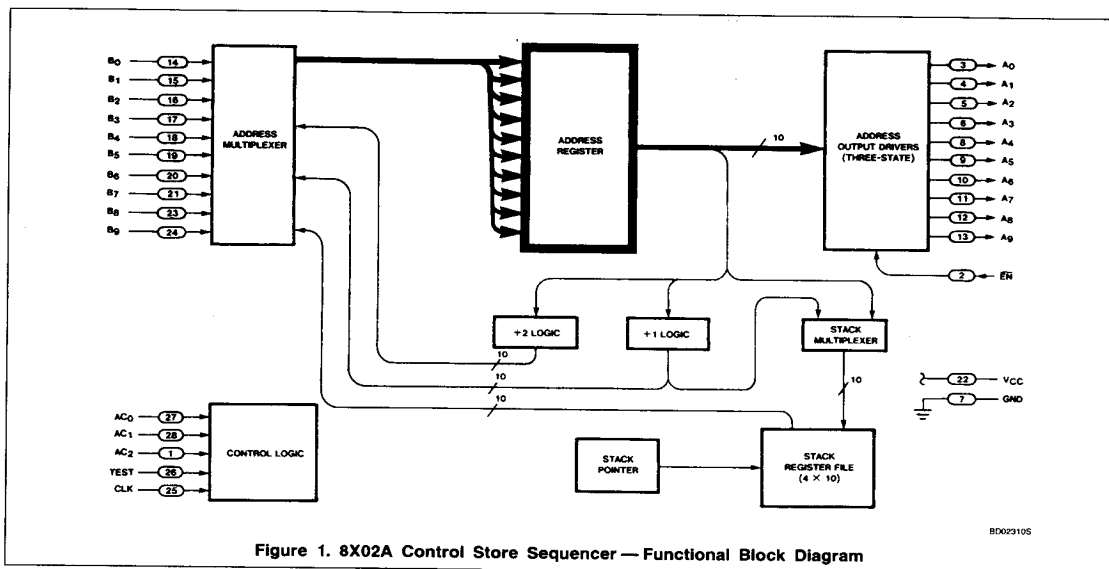 B0 14
B1 15
B2 16
B3 17
B4 18
B5 19
B6 20
B7 21
B8 23
B9 24
ADDRESS
MULTIPLEXER
ADDRESS
REGISTER
10
ADDRESS
OUTPUT DRIVERS
(THREE-STATE)
3 A0
4 A1
5 A2
6 A3
8 A4
9 A5
10 A6
11 A7
12 A8
13 A9
2 EN
+2 LOGIC
+1 LOGIC
STACK
MULTIPLEXER
10
10
10
10
22 VCC
7 GND
AC0 27
AC1 28
AC2 1
TEST 26
CLK 25
CONTROL LOGIC
STACK
POINTER
STACK
REGISTER FILE
(4 × 10)
BD02310S
Figure 1. 8X02A Control Store Sequencer — Functional Block Diagram